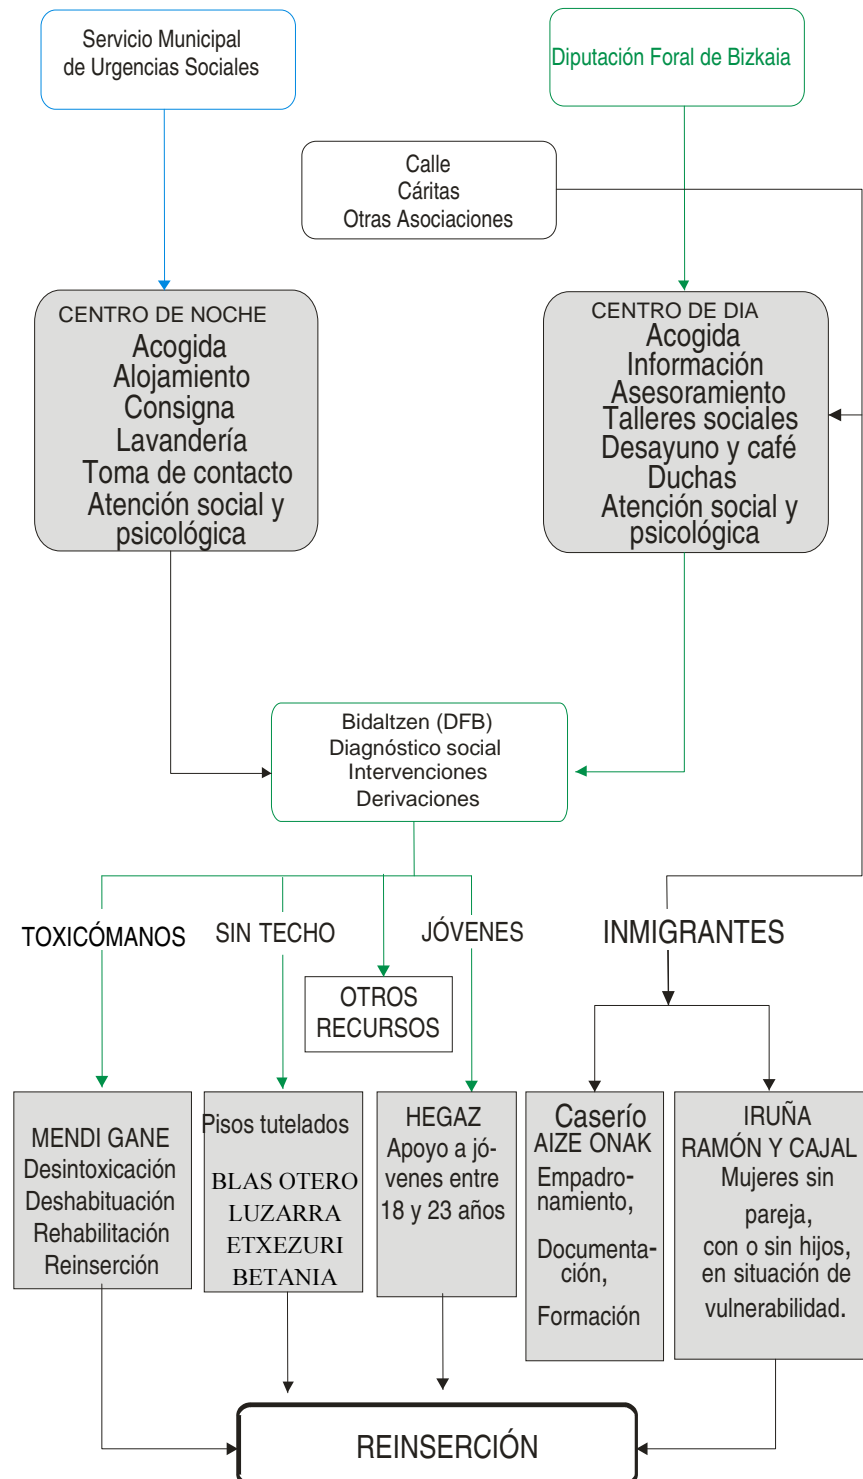 Servicio Municipal
de Urgencias Sociales
Diputación Foral de Bizkaia
Calle
Cáritas
Otras Asociaciones
CENTRO DE NOCHE
Acogida
Alojamiento
Consigna
Lavandería
Toma de contacto
Atención social y
psicológica
CENTRO DE DIA
Acogida
Información
Asesoramiento
Talleres sociales
Desayuno y café
Duchas
Atención social y
psicológica
Bidaltzen (DFB)
Diagnóstico social
Intervenciones
Derivaciones
TOXICÓMANOS
SIN TECHO
JÓVENES
INMIGRANTES
OTROS
RECURSOS
MENDI GANE
Desintoxicación
Deshabituación
Rehabilitación
Reinserción
Pisos tutelados
BLAS OTERO
LUZARRA
ETXEZURI
BETANIA
HEGAZ
Apoyo a jó-
venes entre
18 y 23 años
Caserío
AIZE ONAK
Empadro-
namiento,
Documenta-
ción,
Formación
IRUÑA
RAMÓN Y CAJAL
Mujeres sin
pareja,
con o sin hijos,
en situación de
vulnerabilidad.
REINSERCIÓN